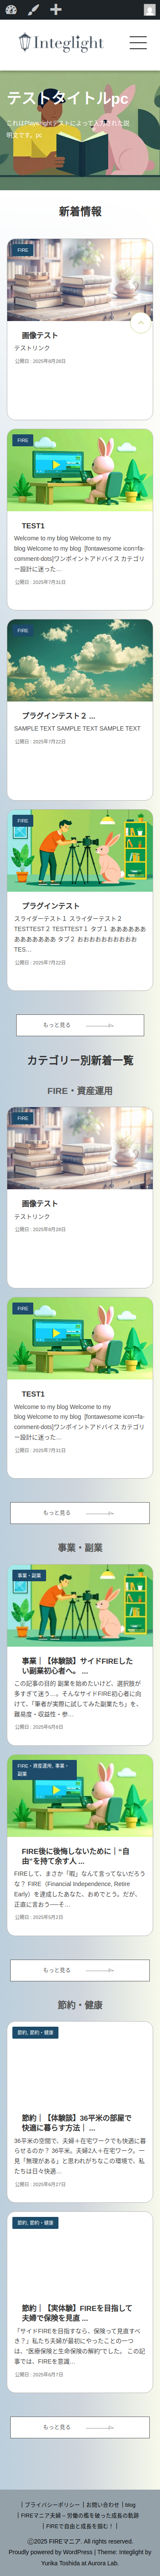 Integlight
テストタイトルpc
これはPlaywrightテストによって入力された説
明文です。pc
新着情報
FIRE
画像テスト
テストリンク
公開日 : 2025年8月28日
FIRE
TEST1
Welcome to my blog Welcome to my
blog Welcome to my blog [fontawesome icon=fa-
comment-dots]ワンポイントアドバイス カテゴリ
ー設計に迷った…
公開日 : 2025年7月31日
FIRE
プラグインテスト２ ...
SAMPLE TEXT SAMPLE TEXT SAMPLE TEXT
公開日 : 2025年7月22日
FIRE
プラグインテスト
スライダーテスト１ スライダーテスト２
TESTTEST２ TESTTEST１ タブ１ ああああああ
あああああああ タブ２ おおおおおおおおおお
TES…
公開日 : 2025年7月22日
もっと見る
カテゴリー別新着一覧
FIRE・資産運用
FIRE
画像テスト
テストリンク
公開日 : 2025年8月28日
FIRE
TEST1
Welcome to my blog Welcome to my
blog Welcome to my blog [fontawesome icon=fa-
comment-dots]ワンポイントアドバイス カテゴリ
ー設計に迷った…
公開日 : 2025年7月31日
もっと見る
事業・副業
事業・副業
事業｜【体験談】サイドFIREした
い副業初心者へ。 ...
この記事の目的 副業を始めたいけど、選択肢が
多すぎて迷う…。そんなサイドFIRE初心者に向
けて、「筆者が実際に試してみた副業たち」を、
難易度・収益性・参…
公開日 : 2025年6月8日
FIRE・資産運用, 事業・
副業
FIRE後に後悔しないために｜“自
由”を持て余す人 ...
FIREして、まさか「暇」なんて言ってないだろう
な？ FIRE（Financial Independence, Retire
Early）を達成したあなた、おめでとう。だが、
正直に言おう──そ…
公開日 : 2025年5月2日
もっと見る
節約・健康
節約, 節約・健康
節約｜【体験談】36平米の部屋で
快適に暮らす方法｜ ...
36平米の空間で、夫婦＋在宅ワークでも快適に暮
らせるのか？ 36平米。夫婦2人＋在宅ワーク。一
見「無理がある」と思われがちなこの環境で、私
たちは日々快適…
公開日 : 2025年6月27日
節約, 節約・健康
節約｜【実体験】FIREを目指して
夫婦で保険を見直 ...
「サイドFIREを目指すなら、保険って見直すべ
き？」私たち夫婦が最初にやったことの一つ
は、“医療保険と生命保険の解約”でした。 この記
事では、FIREを意識…
公開日 : 2025年6月7日
もっと見る
| プライバシーポリシー | お問い合わせ | blog
| FIREマニア夫婦 – 労働の檻を破った成長の軌跡
| FIREで自由と成長を掴む！ |
Ⓒ2025 FIREマニア. All rights reserved.
Proudly powered by WordPress | Theme: Integlight by
Yurika Toshida at Aurora Lab.